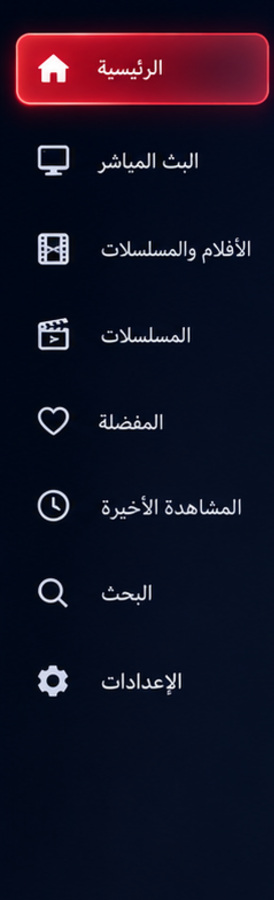 الرئيسية
البث المباشر
الأفلام والمسلسلات
المسلسلات
المفضلة
المشاهدة الأخيرة
البحث
الإعدادات